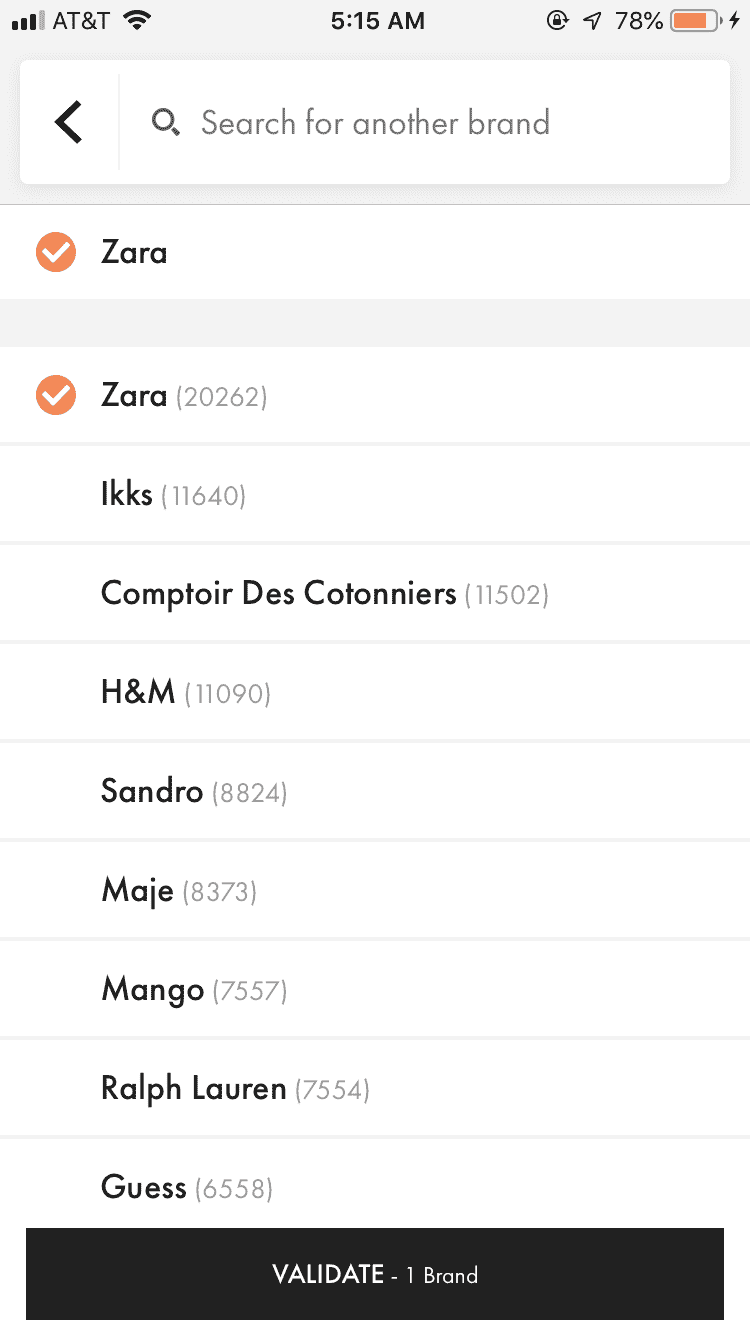 AT&T 5:15 AM 78%
Search for another brand
Zara
Zara (20262)
Ikks (11640)
Comptoir Des Cotonniers (11502)
H&M (11090)
Sandro (8824)
Maje (8373)
Mango (7557)
Ralph Lauren (7554)
Guess (6558)
VALIDATE - 1 Brand